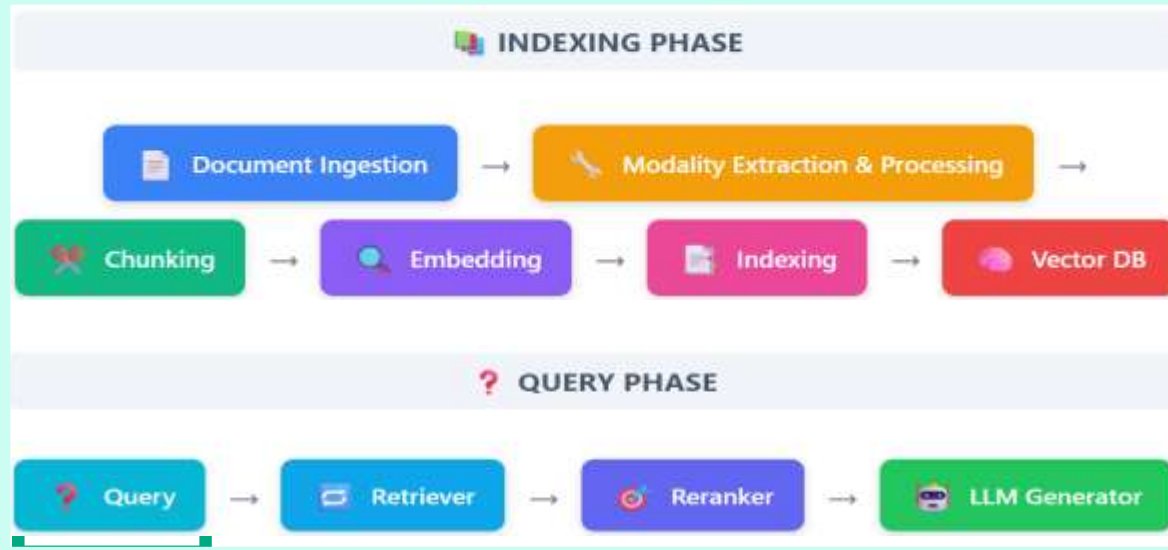 INDEXING PHASE
Document Ingestion → Modality Extraction & Processing →
Chunking → Embedding → Indexing → Vector DB
? QUERY PHASE
? Query → Retriever → Reranker → LLM Generator